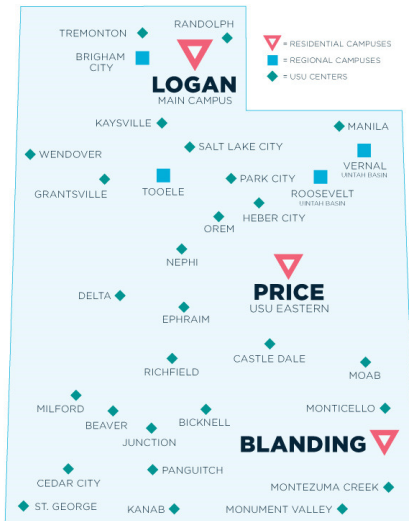 RANDOLPH
TREMONTON
BRIGHAM
CITY
LOGAN
MAIN CAMPUS
= RESIDENTIAL CAMPUSES
= REGIONAL CAMPUSES
= USU CENTERS
KAYSVILLE
MANILA
SALT LAKE CITY
WENDOVER
VERNAL
UINTAH BASIN
GRANTSVILLE
TOOELE
PARK CITY
ROOSEVELT
UINTAH BASIN
HEBER CITY
OREM
NEPHI
PRICE
USU EASTERN
DELTA
EPHRAIM
CASTLE DALE
RICHFIELD
MOAB
MILFORD
BEAVER
JUNCTION
BICKNELL
MONTICELLO
BLANDING
PANGUITCH
CEDAR CITY
MONTEZUMA CREEK
ST. GEORGE
KANAB
MONUMENT VALLEY